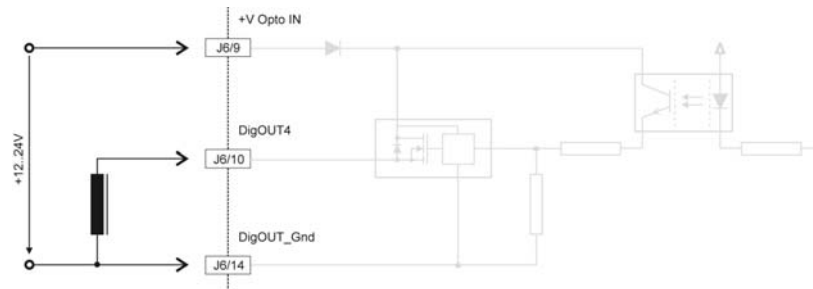 +V Opto IN
J6/9
+12..24V
DigOUT4
J6/10
DigOUT_Gnd
J6/14